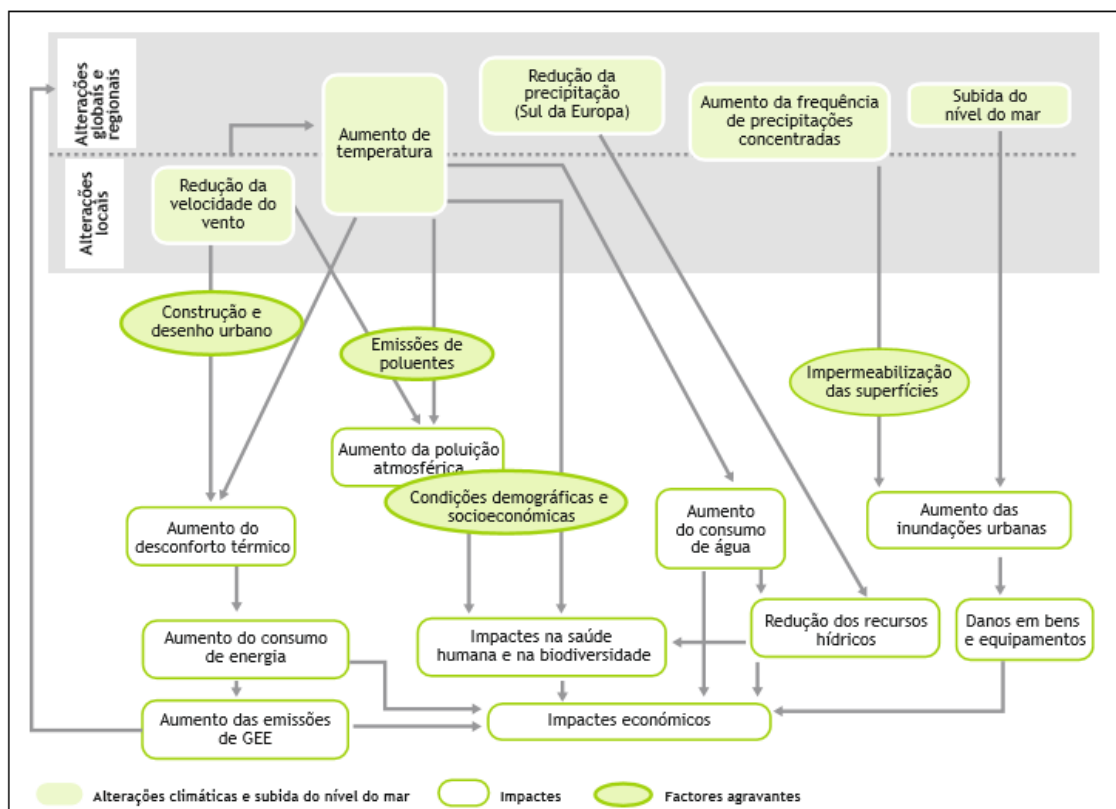 Alterações
globais e
regionais
Redução da
precipitação
(Sul da Europa)
Aumento da frequência
de precipitações
concentradas
Subida do
nível do mar
Aumento de
temperatura
Alterações
locais
Redução da
velocidade do
vento
Construção e
desenho urbano
Emissões de
poluentes
Impermeabilização
das superfícies
Aumento da poluição
atmosférica
Condições demográficas e
socioeconómicas
Aumento do
desconforto térmico
Aumento
do consumo
de água
Aumento das
inundações urbanas
Aumento do consumo
de energia
Impactes na saúde
humana e na biodiversidade
Redução dos recursos
hídricos
Danos em bens
e equipamentos
Aumento das emissões
de GEE
Impactes económicos
Alterações climáticas e subida do nível do mar
Impactes
Factores agravantes